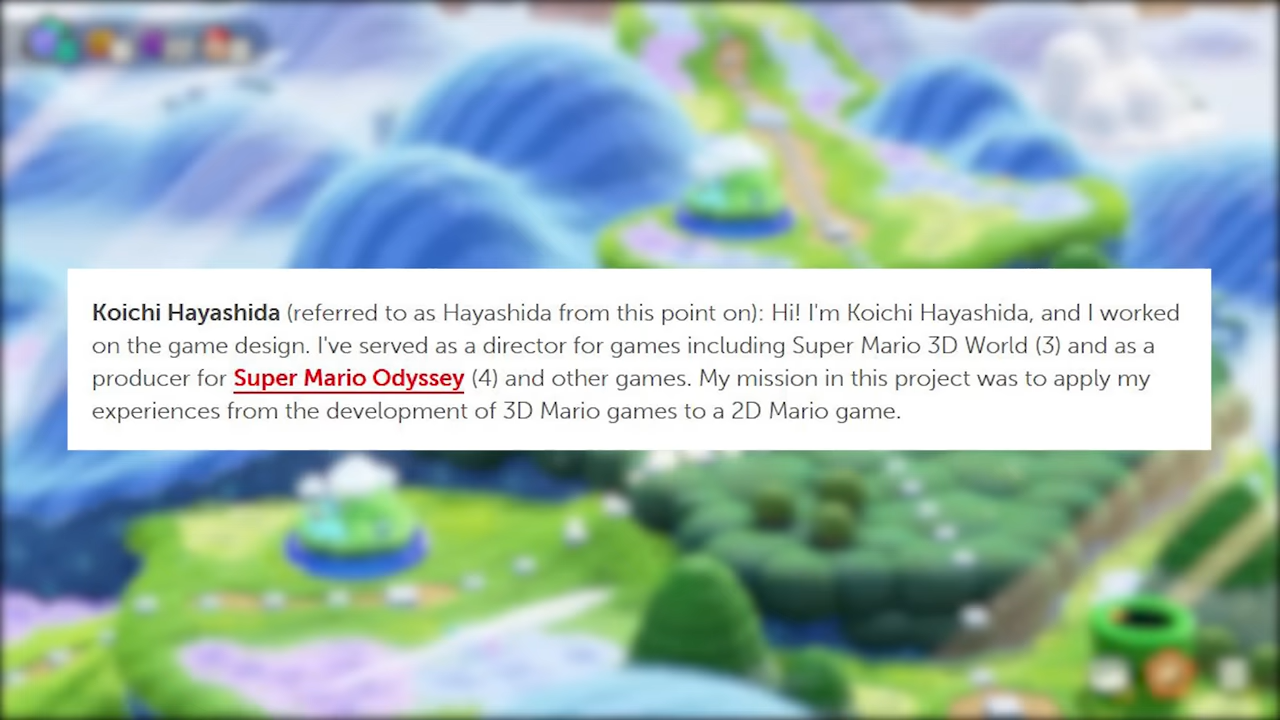 Koichi Hayashida (referred to as Hayashida from this point on): Hi! I'm Koichi Hayashida, and I worked
on the game design. I've served as a director for games including Super Mario 3D World (3) and as a
producer for Super Mario Odyssey (4) and other games. My mission in this project was to apply my
experiences from the development of 3D Mario games to a 2D Mario game.